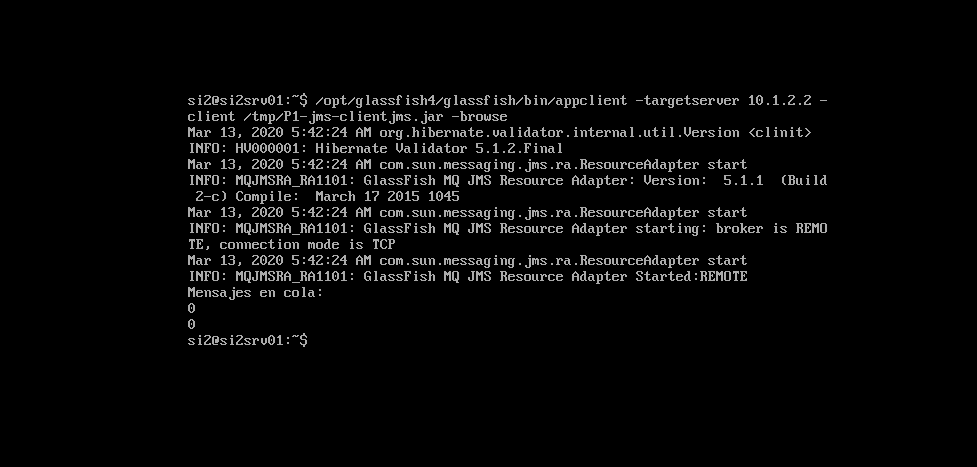 si2@si2srv01:~$ /opt/glassfish4/glassfish/bin/appclient -targetserver 10.1.2.2 -
client /tmp/P1-jms-clientjms.jar -browse
Mar 13, 2020 5:42:24 AM org.hibernate.validator.internal.util.Version <clinit>
INFO: HV000001: Hibernate Validator 5.1.2.Final
Mar 13, 2020 5:42:24 AM com.sun.messaging.jms.ra.ResourceAdapter start
INFO: MQJMSRA_RA1101: GlassFish MQ JMS Resource Adapter: Version:  5.1.1  (Build
 2-c) Compile:  March 17 2015 1045
Mar 13, 2020 5:42:24 AM com.sun.messaging.jms.ra.ResourceAdapter start
INFO: MQJMSRA_RA1101: GlassFish MQ JMS Resource Adapter starting: broker is REMO
TE, connection mode is TCP
Mar 13, 2020 5:42:24 AM com.sun.messaging.jms.ra.ResourceAdapter start
INFO: MQJMSRA_RA1101: GlassFish MQ JMS Resource Adapter Started:REMOTE
Mensajes en cola:
0
0
si2@si2srv01:~$